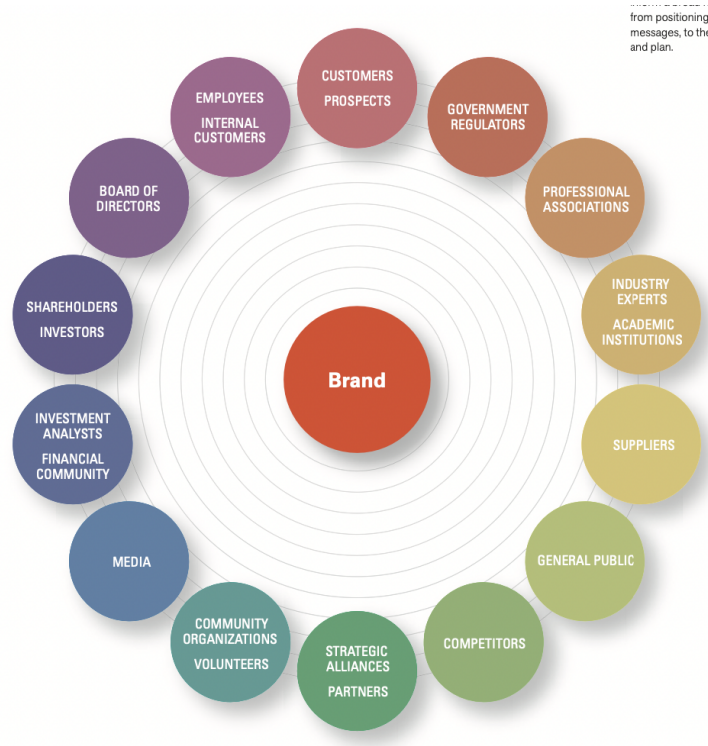 from positioning
messages, to the
and plan.
CUSTOMERS
PROSPECTS
GOVERNMENT
REGULATORS
PROFESSIONAL
ASSOCIATIONS
INDUSTRY
EXPERTS
ACADEMIC
INSTITUTIONS
SUPPLIERS
GENERAL PUBLIC
COMPETITORS
STRATEGIC
ALLIANCES
PARTNERS
COMMUNITY
ORGANIZATIONS
VOLUNTEERS
MEDIA
INVESTMENT
ANALYSTS
FINANCIAL
COMMUNITY
SHAREHOLDERS
INVESTORS
BOARD OF
DIRECTORS
EMPLOYEES
INTERNAL
CUSTOMERS
Brand